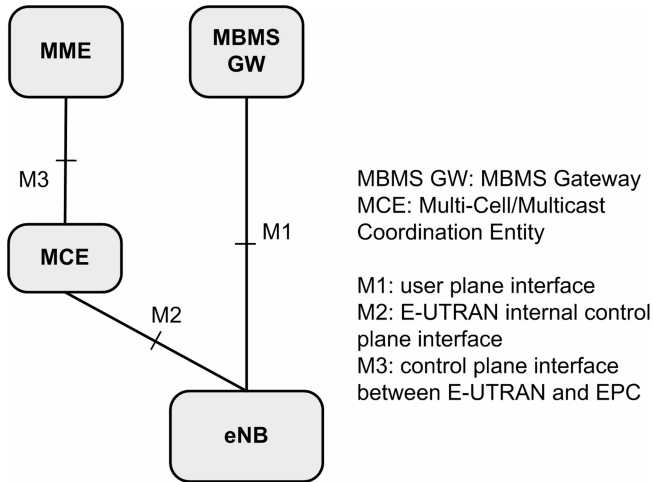 MME
MBMS
GW
M3
M1
MCE
M2
eNB
MBMS GW: MBMS Gateway
MCE: Multi-Cell/Multicast
Coordination Entity
M1: user plane interface
M2: E-UTRAN internal control
plane interface
M3: control plane interface
between E-UTRAN and EPC